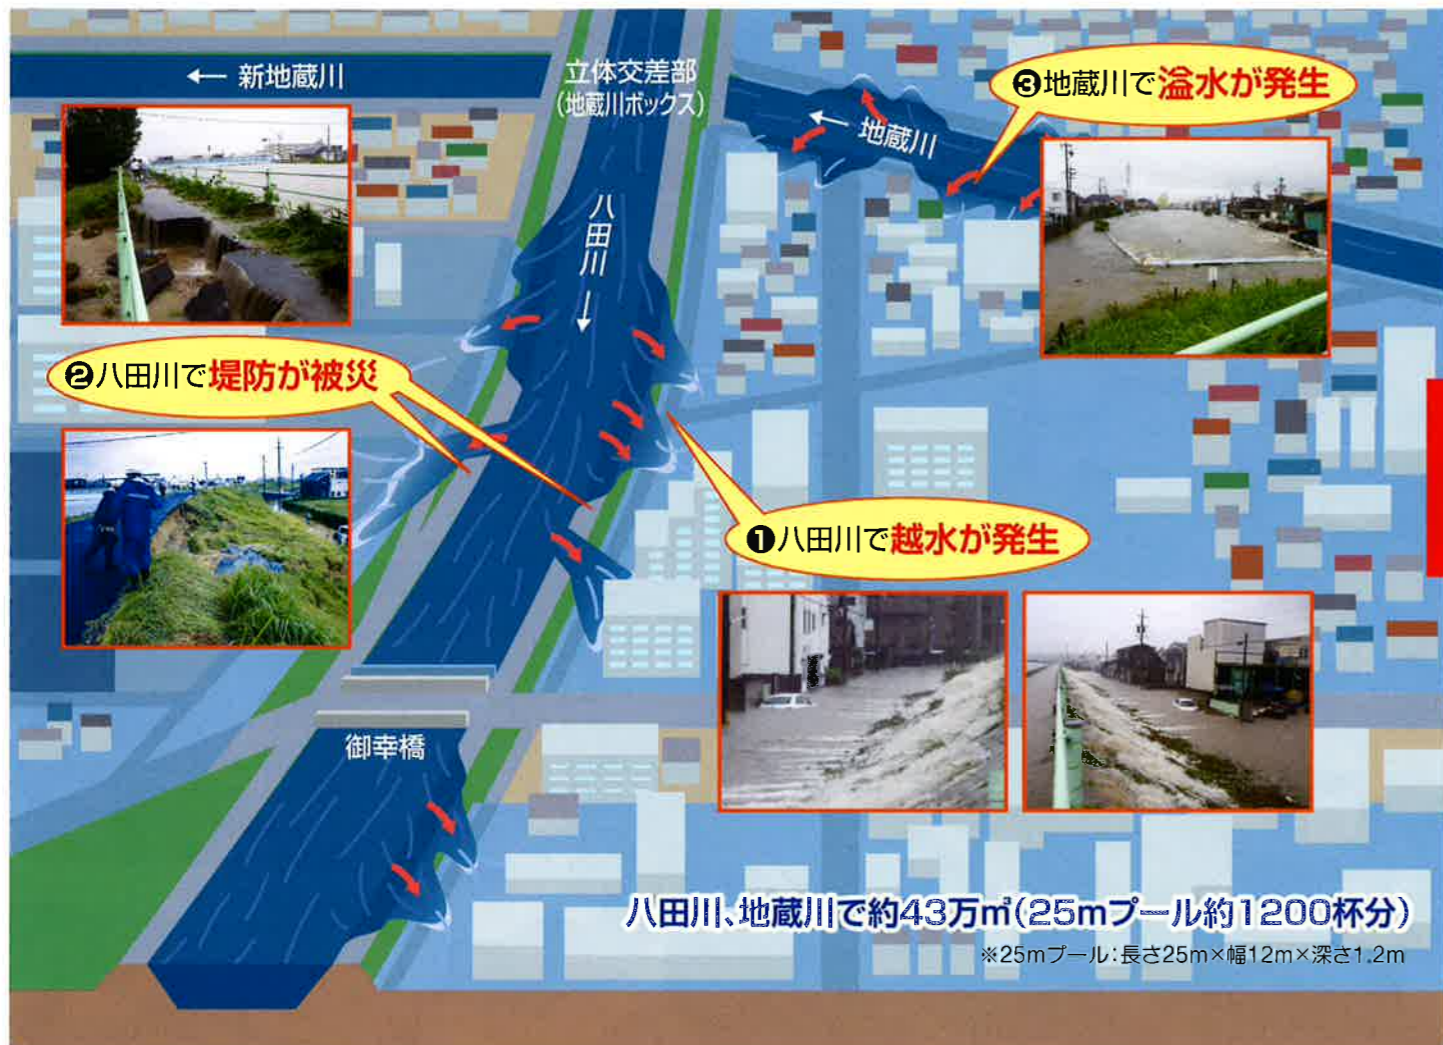 ← 新地蔵川
立体交差部
(地蔵川ボックス)
← 地蔵川
❸地蔵川で溢水が発生
八田川 →
❷八田川で堤防が被災
❶八田川で越水が発生
御幸橋
八田川、地蔵川で約43万㎥(25mプール約1200杯分)
※25mプール:長さ25m×幅12m×深さ1.2m